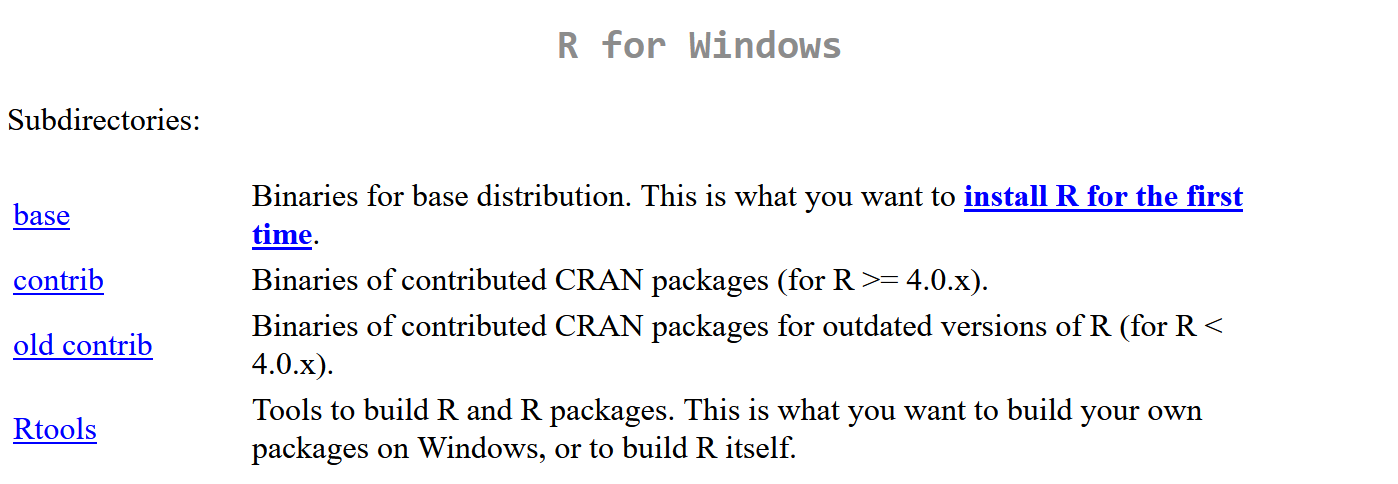 R for Windows
Subdirectories:
base
Binaries for base distribution. This is what you want to install R for the first
time.
contrib
Binaries of contributed CRAN packages (for R >= 4.0.x).
old contrib
Binaries of contributed CRAN packages for outdated versions of R (for R <
4.0.x).
Rtools
Tools to build R and R packages. This is what you want to build your own
packages on Windows, or to build R itself.